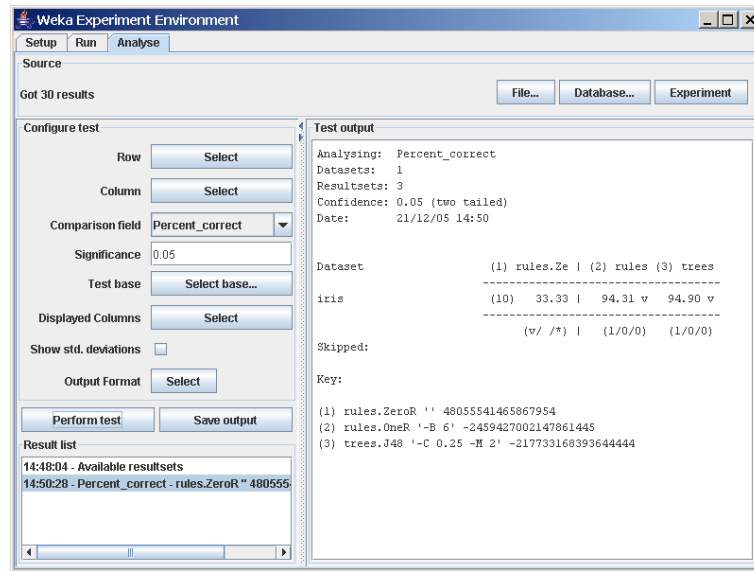 Weka Experiment Environment
Setup Run Analyse
Source
Got 30 results
File... Database... Experiment
Configure test
Row Select
Column Select
Comparison field Percent_correct
Significance 0.05
Test base Select base...
Displayed Columns Select
Show std. deviations
Output Format Select
Perform test Save output
Result list
14:48:04 - Available resultsets
14:50:28 - Percent_correct - rules.ZeroR '' 480555
Test output
Analysing: Percent_correct
Datasets: 1
Resultsets: 3
Confidence: 0.05 (two tailed)
Date: 21/12/05 14:50
Dataset (1) rules.Ze | (2) rules (3) trees
--------------------------------------
iris (10) 33.33 | 94.31 v 94.90 v
--------------------------------------
(v/ /*) | (1/0/0) (1/0/0)
Skipped:
Key:
(1) rules.ZeroR '' 48055541465867954
(2) rules.OneR '-B 6' -2459427002147861445
(3) trees.J48 '-C 0.25 -M 2' -217733168393644444